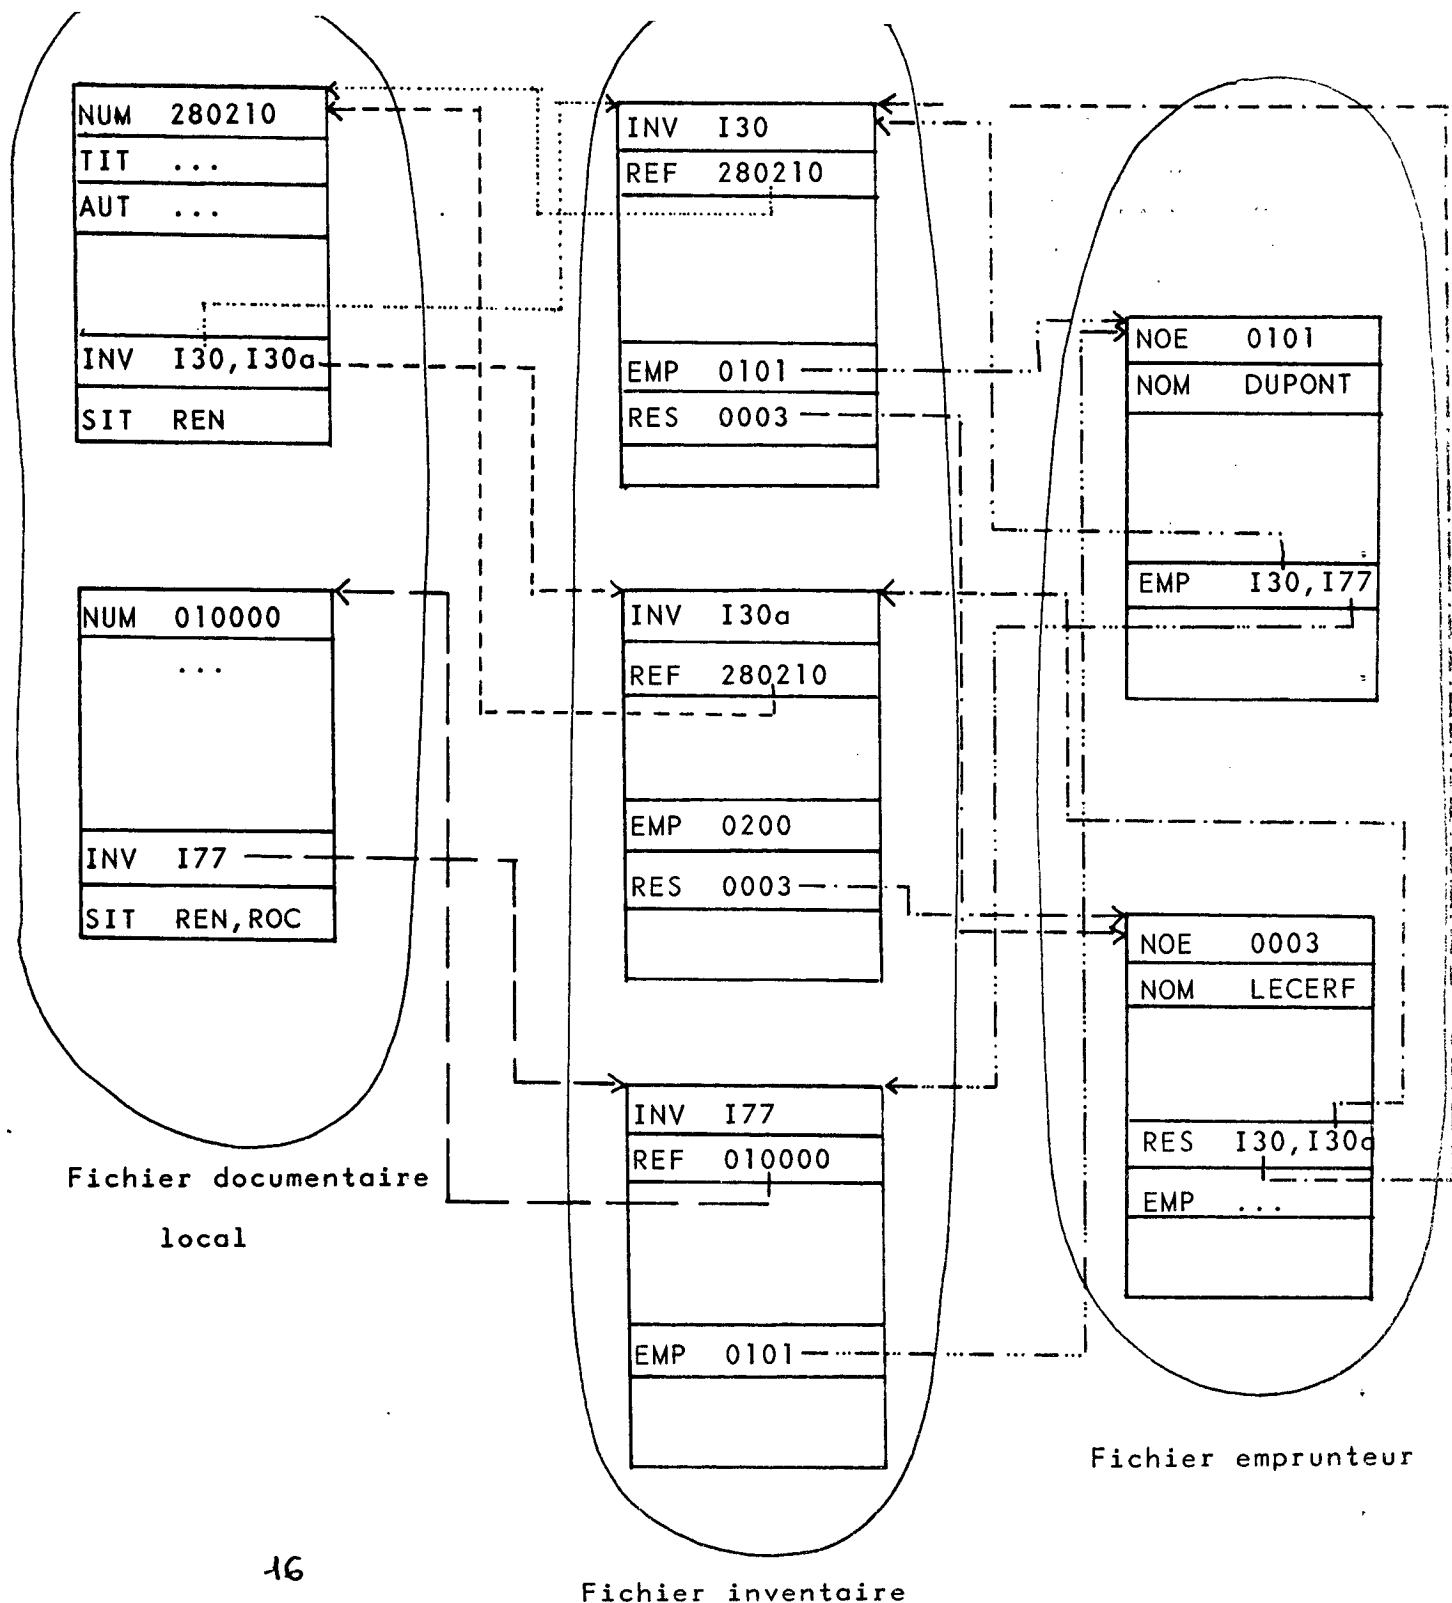 NUM 280210
TIT ...
AUT ...
INV I30,I30a
SIT REN
NUM 010000
...
INV I77
SIT REN,ROC
Fichier documentaire
local
INV I30
REF 280210
EMP 0101
RES 0003
INV I30a
REF 280210
EMP 0200
RES 0003
INV I77
REF 010000
EMP 0101
Fichier inventaire
NOE 0101
NOM DUPONT
EMP I30,I77
NOE 0003
NOM LECERF
RES I30,I30a
EMP ...
Fichier emprunteur
16